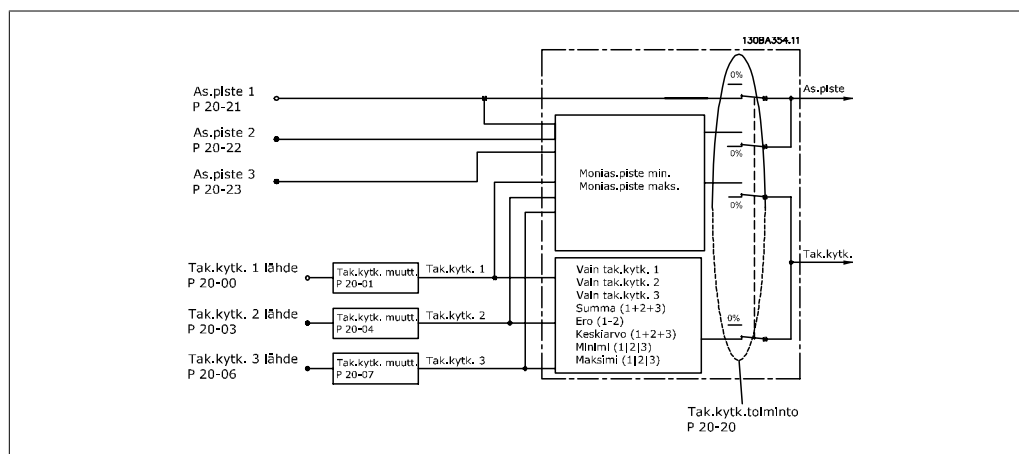 130BA354.11
As.piste 1
P 20-21
As.piste 2
P 20-22
As.piste 3
P 20-23
0%
As.piste
0%
Monias.piste min.
Monias.piste maks.
0%
Tak.kytk.
Tak.kytk. 1 lähde
P 20-00
Tak.kytk. muutt.
P 20-01
Tak.kytk. 1
Tak.kytk. 2 lähde
P 20-03
Tak.kytk. muutt.
P 20-04
Tak.kytk. 2
Tak.kytk. 3 lähde
P 20-06
Tak.kytk. muutt.
P 20-07
Tak.kytk. 3
Vain tak.kytk. 1
Vain tak.kytk. 2
Vain tak.kytk. 3
Summa (1+2+3)
Ero (1-2)
Keskiarvo (1+2+3)
Minimi (1|2|3)
Maksimi (1|2|3)
0%
Tak.kytk.toiminto
P 20-20